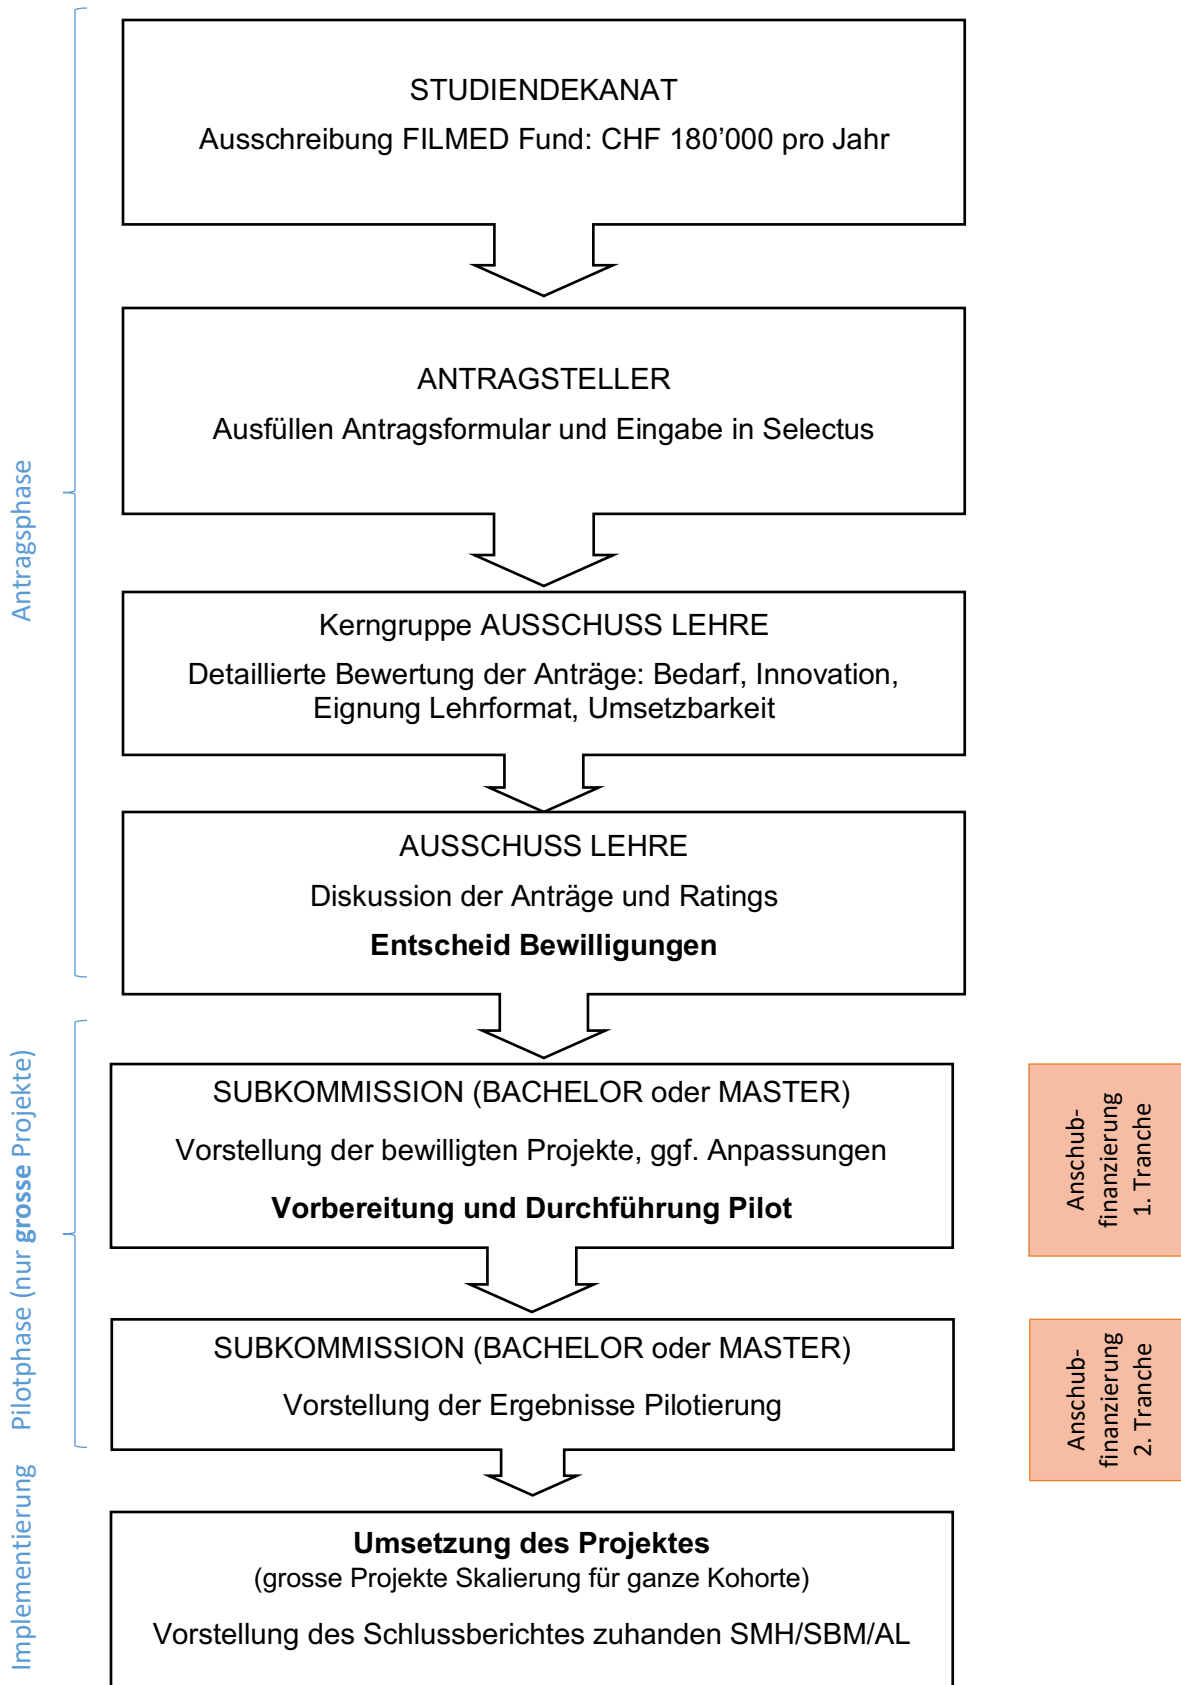 STUDIENDEKANAT
Ausschreibung FILMED Fund: CHF 180’000 pro Jahr
ANTRAGSTELLER
Ausfüllen Antragsformular und Eingabe in Selectus
Antragsphase
Kerngruppe AUSSCHUSS LEHRE
Detaillierte Bewertung der Anträge: Bedarf, Innovation,
Eignung Lehrformat, Umsetzbarkeit
AUSSCHUSS LEHRE
Diskussion der Anträge und Ratings
Entscheid Bewilligungen
Pilotphase (nur grosse Projekte)
SUBKOMMISSION (BACHELOR oder MASTER)
Vorstellung der bewilligten Projekte, ggf. Anpassungen
Vorbereitung und Durchführung Pilot
Anschub-
finanzierung
1. Tranche
SUBKOMMISSION (BACHELOR oder MASTER)
Vorstellung der Ergebnisse Pilotierung
Anschub-
finanzierung
2. Tranche
Implementierung
Umsetzung des Projektes
(grosse Projekte Skalierung für ganze Kohorte)
Vorstellung des Schlussberichtes zuhanden SMH/SBM/AL